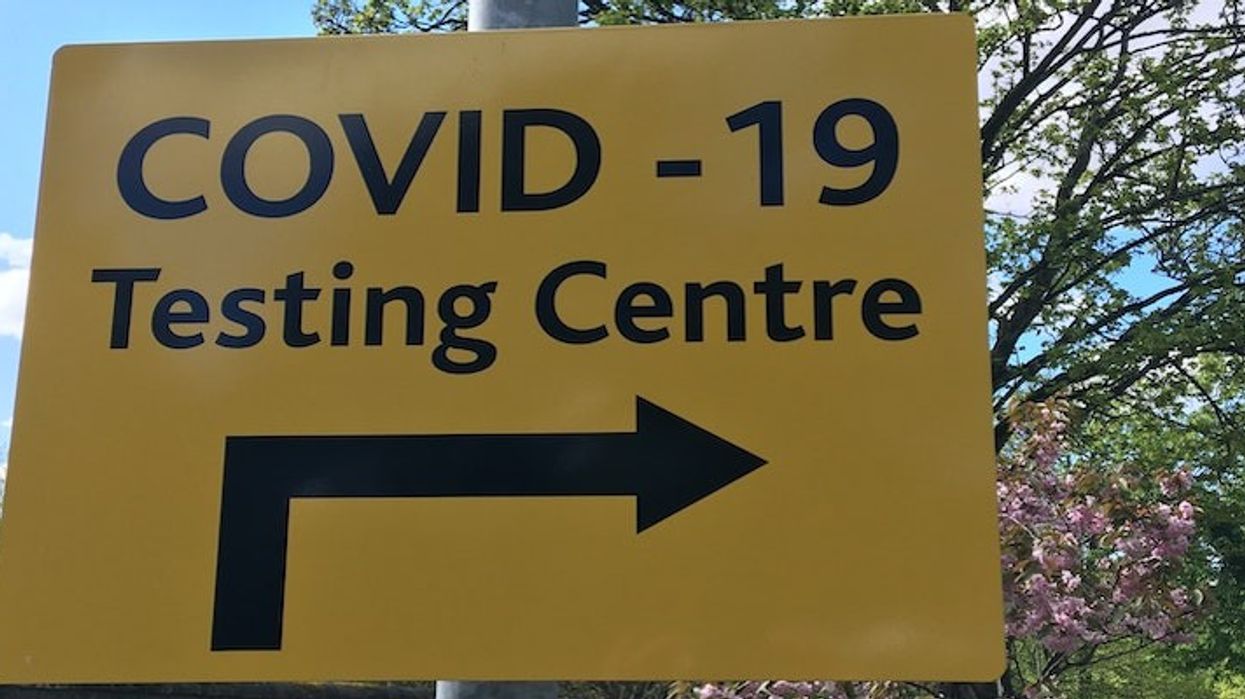 COVID -19
Testing Centre